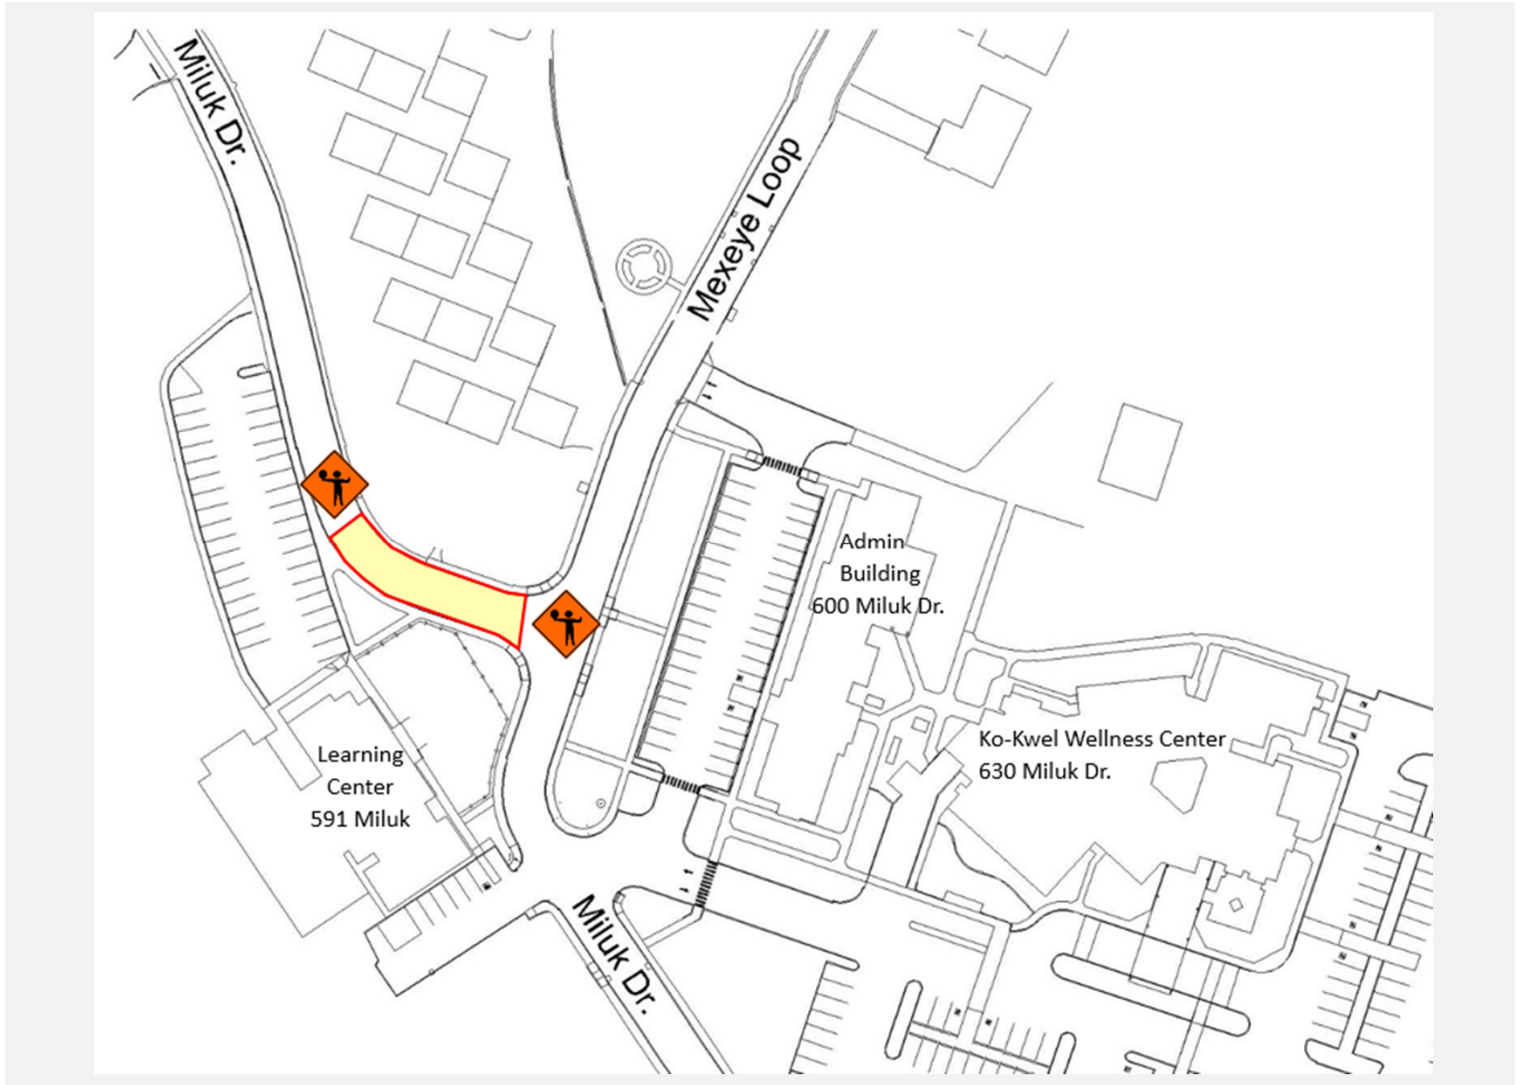 Miluk Dr.
Mexeye Loop
Admin
Building
600 Miluk Dr.
Ko-Kwel Wellness Center
630 Miluk Dr.
Learning
Center
591 Miluk
Miluk Dr.